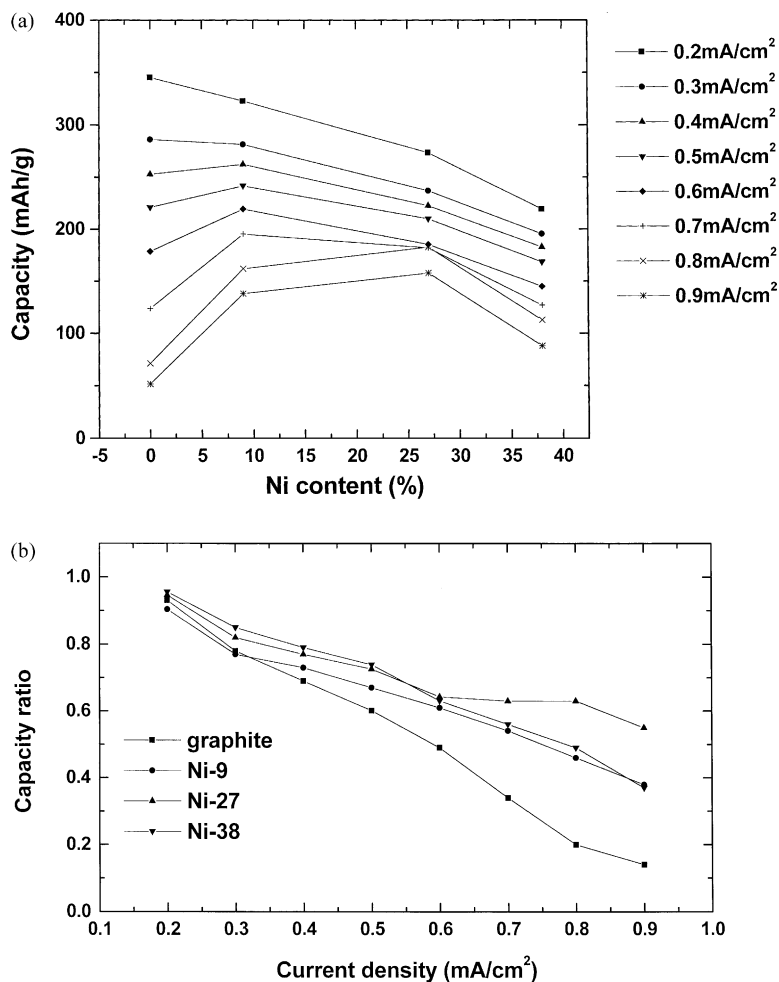 (a)
400
300
200
100
0
-5 0 5 10 15 20 25 30 35 40
Capacity (mAh/g)
Ni content (%)
0.2mA/cm²
0.3mA/cm²
0.4mA/cm²
0.5mA/cm²
0.6mA/cm²
0.7mA/cm²
0.8mA/cm²
0.9mA/cm²
(b)
1.0
0.8
0.6
0.4
0.2
0.0
0.1 0.2 0.3 0.4 0.5 0.6 0.7 0.8 0.9 1.0
Capacity ratio
Current density (mA/cm²)
graphite
Ni-9
Ni-27
Ni-38